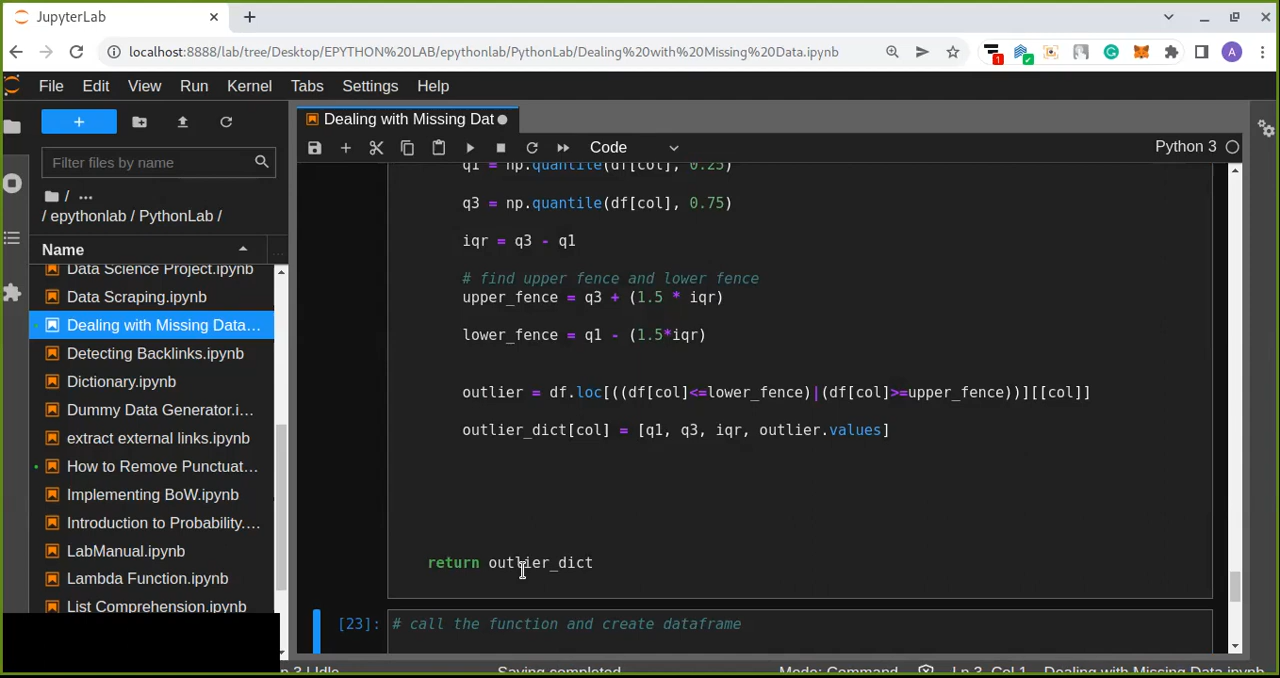 JupyterLab
localhost:8888/lab/tree/Desktop/EPYTHON%20LAB/epythonlab/PythonLab/Dealing%20with%20Missing%20Data.ipynb
1
A
File Edit View Run Kernel Tabs Settings Help
+
Dealing with Missing Dat
Code
Python 3
Filter files by name
/ ...
/ epythonlab / PythonLab /
Name
Data Science Project.ipynb
Data Scraping.ipynb
Dealing with Missing Data...
Detecting Backlinks.ipynb
Dictionary.ipynb
Dummy Data Generator.i...
extract external links.ipynb
How to Remove Punctuat...
Implementing BoW.ipynb
Introduction to Probability....
LabManual.ipynb
Lambda Function.ipynb
List Comprehension.ipynb
q1 = np.quantile(df[col], 0.25)
q3 = np.quantile(df[col], 0.75)
iqr = q3 - q1
# find upper fence and lower fence
upper_fence = q3 + (1.5 * iqr)
lower_fence = q1 - (1.5*iqr)
outlier = df.loc[((df[col]<=lower_fence)|(df[col]>=upper_fence))][[col]]
outlier_dict[col] = [q1, q3, iqr, outlier.values]
return outlier_dict
[23]: # call the function and create dataframe
3 | Idle
Saving completed
Mode: Command
Ln 3, Col 1
Dealing with Missing Data.ipynb